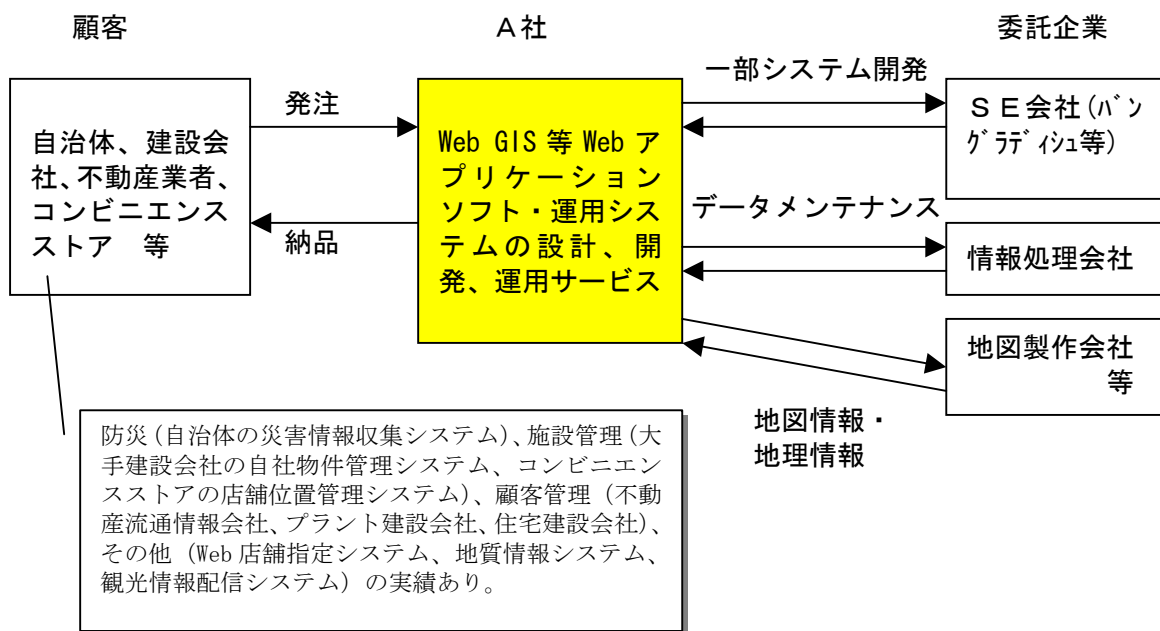 顧客
A社
委託企業
自治体、建設会
社、不動産業者、
コンビニエンス
ストア　等
発注
納品
Web GIS 等 Web ア
プリケーション
ソフト・運用シス
テムの設計、開
発、運用サービス
一部システム開発
データメンテナンス
地図情報・
地理情報
ＳＥ会社(ﾊﾞﾝ
ｸﾞﾗﾃﾞｨｼｭ等)
情報処理会社
地図製作会社
等
防災(自治体の災害情報収集システム)、施設管理(大
手建設会社の自社物件管理システム、コンビニエン
スストアの店舗位置管理システム)、顧客管理（不動
産流通情報会社、プラント建設会社、住宅建設会社）、
その他（Web 店舗指定システム、地質情報システム、
観光情報配信システム）の実績あり。